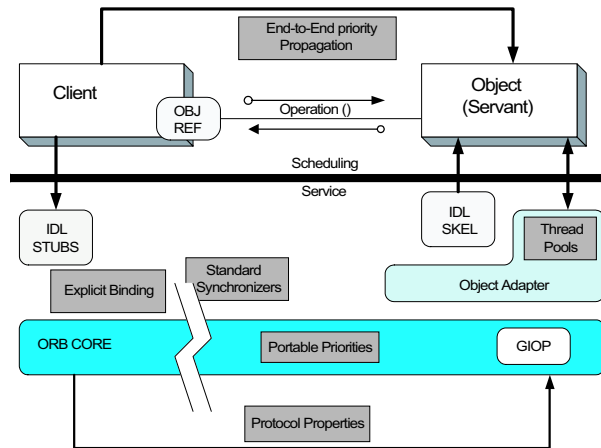 End-to-End priority
Propagation
Client
Object
(Servant)
OBJ
REF
Operation ()
Scheduling
Service
IDL
STUBS
IDL
SKEL
Thread
Pools
Explicit Binding
Standard
Synchronizers
Object Adapter
ORB CORE
Portable Priorities
GIOP
Protocol Properties